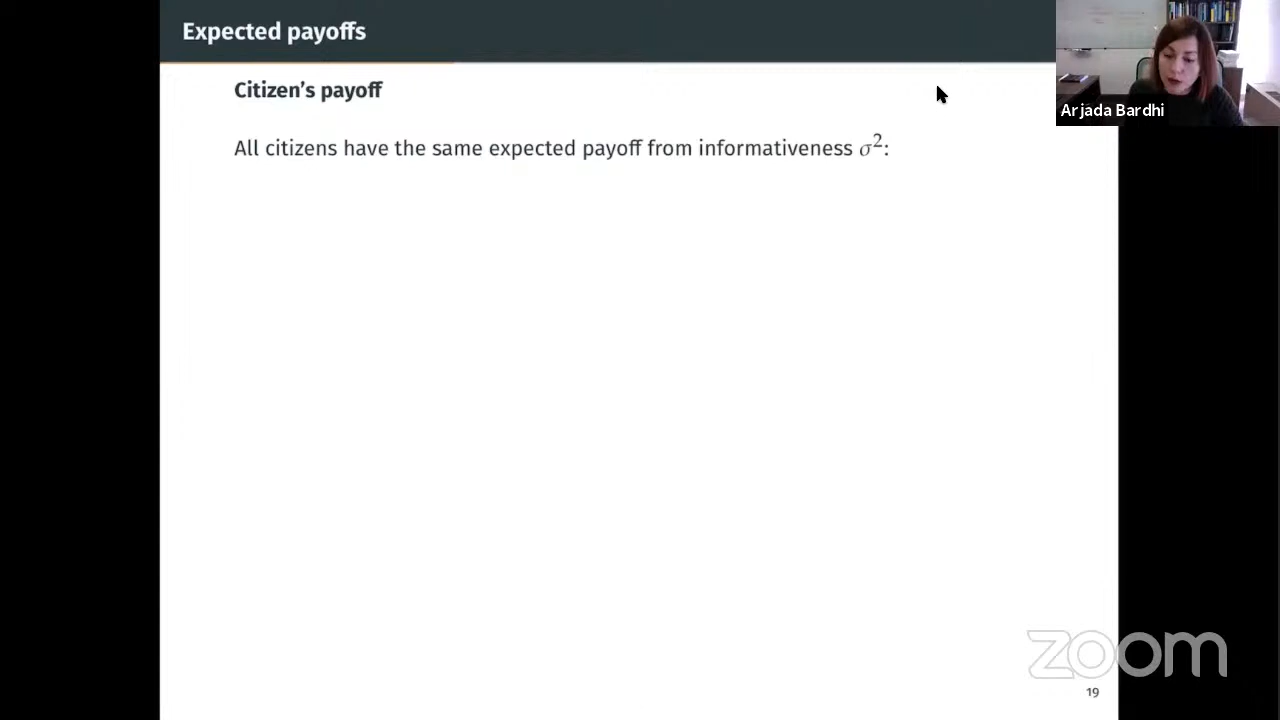 Expected payoffs
Arjada Bardhi
Citizen's payoff
All citizens have the same expected payoff from informativeness σ²:
zoom
19